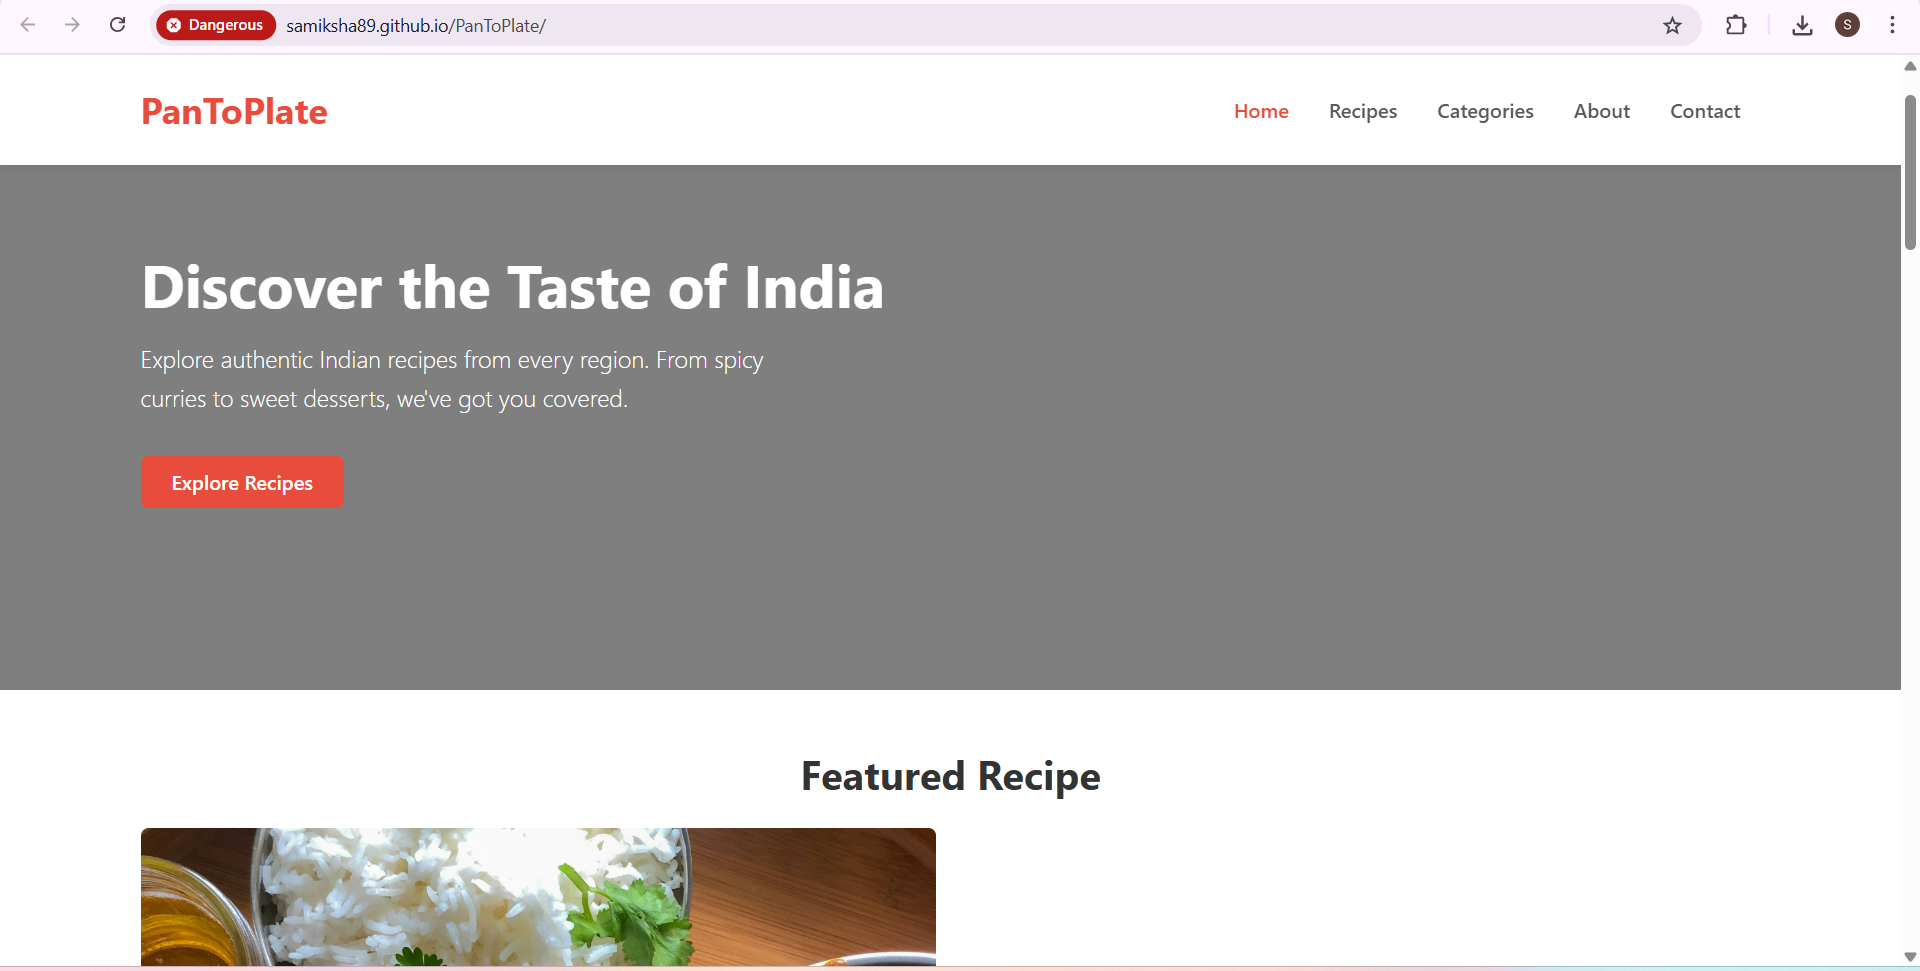 Dangerous samiksha89.github.io/PanToPlate/ S
PanToPlate Home Recipes Categories About Contact
Discover the Taste of India
Explore authentic Indian recipes from every region. From spicy
curries to sweet desserts, we've got you covered.
Explore Recipes
Featured Recipe